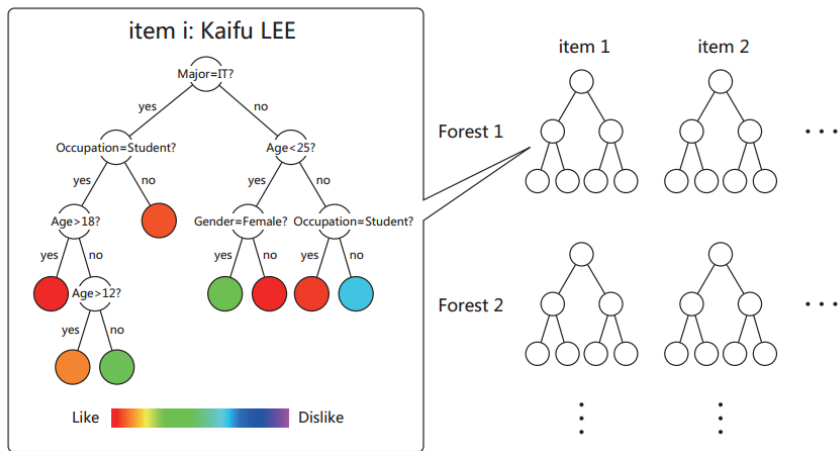 item i: Kaifu LEE
Major=IT?
yes
no
Occupation=Student?
Age<25?
yes
no
yes
no
Age>18?
Gender=Female?
Occupation=Student?
yes
no
yes
no
yes
no
Age>12?
yes
no
Like
Dislike
item 1
item 2
Forest 1
...
Forest 2
...